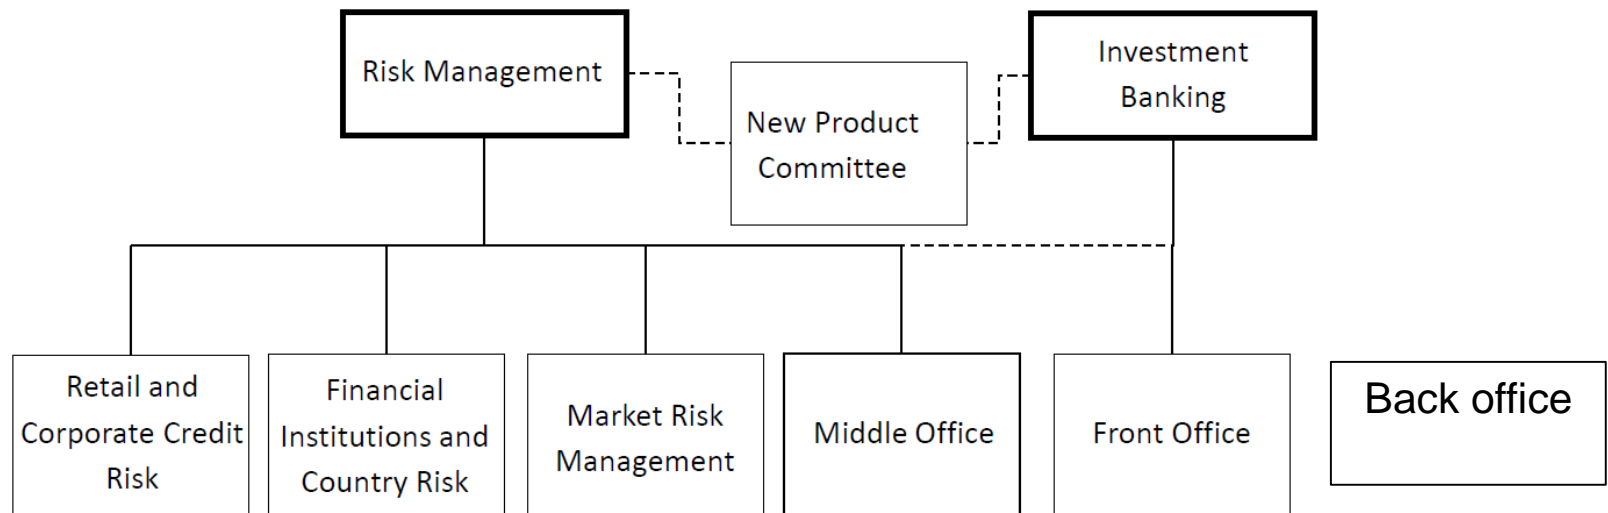 Risk Management
New Product
Committee
Investment
Banking
Retail and
Corporate Credit
Risk
Financial
Institutions and
Country Risk
Market Risk
Management
Middle Office
Front Office
Back office